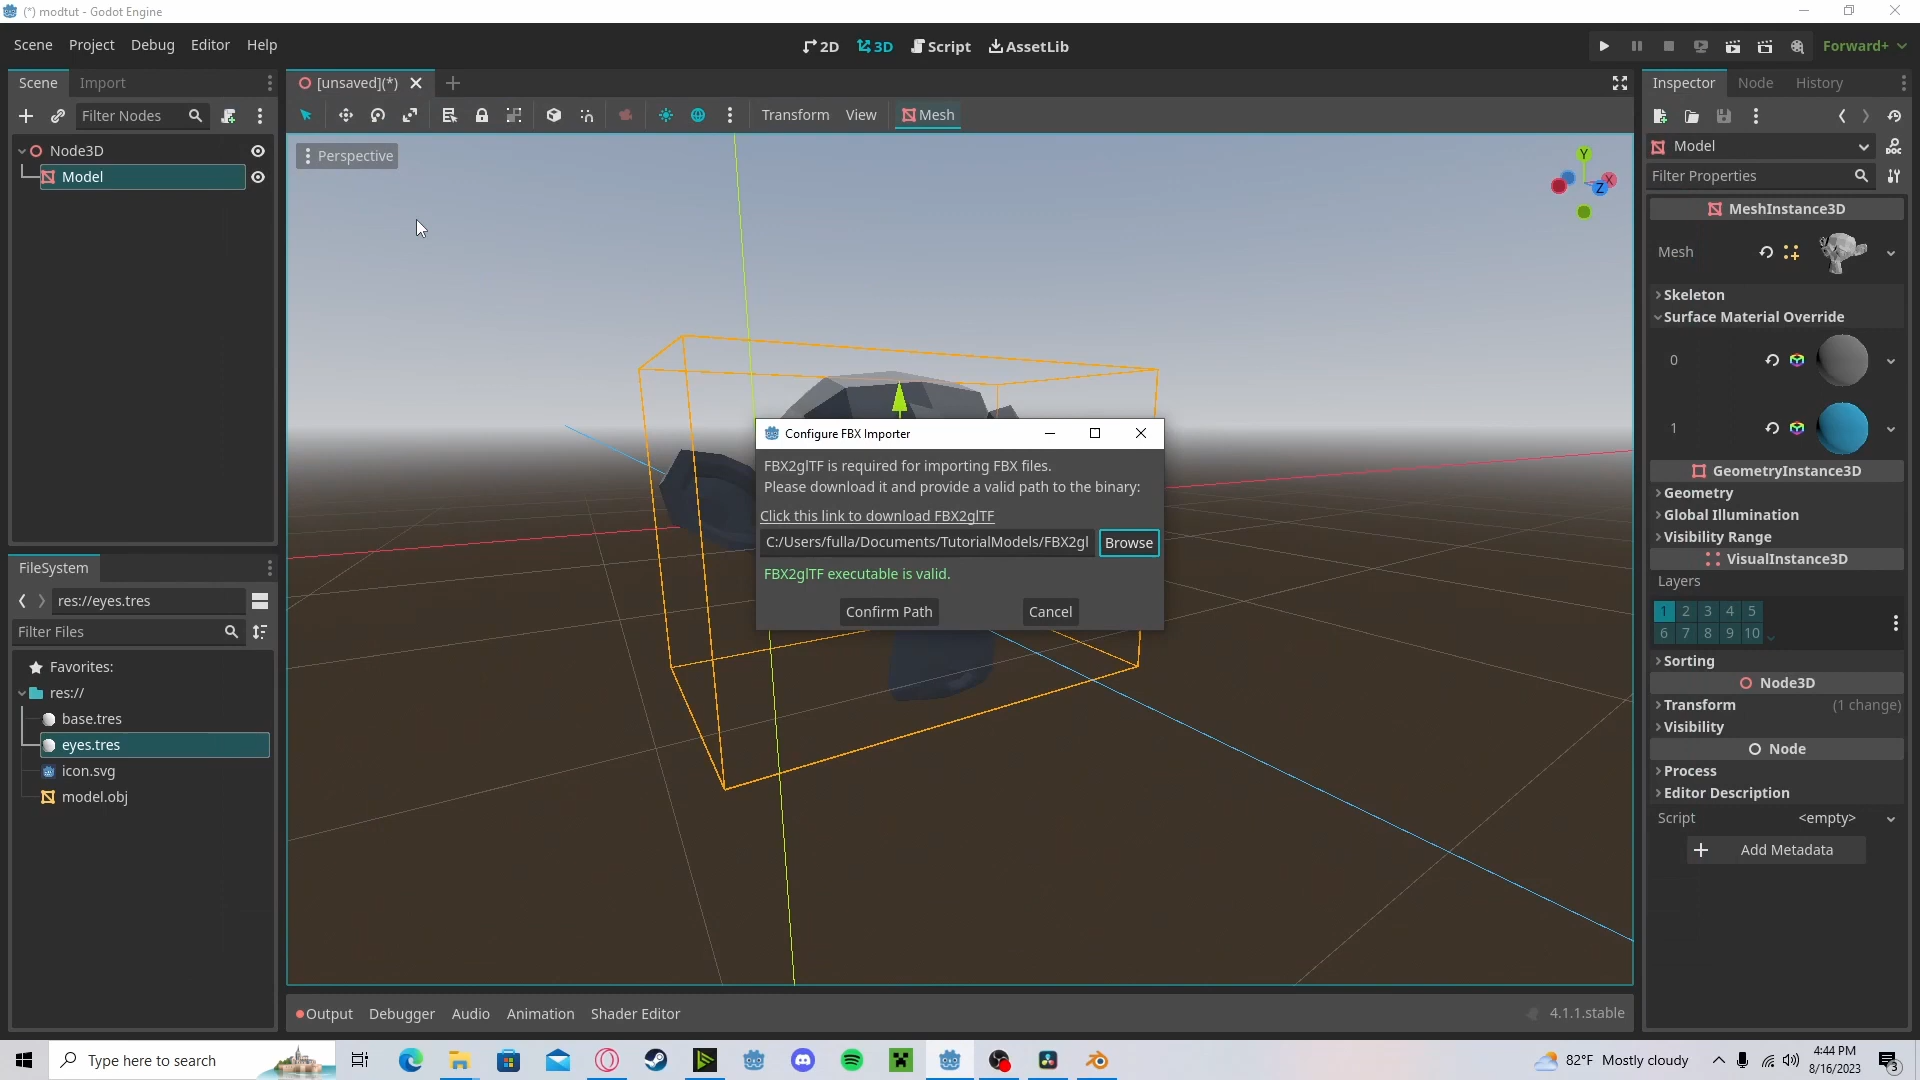 (*) modtut - Godot Engine
Scene Project Debug Editor Help
2D 3D Script AssetLib
Forward+
Scene Import
[unsaved](*)
Inspector Node History
Filter Nodes
Transform View Mesh
Node3D
Model
Perspective
Y
X
Z
Model
Filter Properties
MeshInstance3D
Mesh
Skeleton
Surface Material Override
0
1
GeometryInstance3D
Geometry
Global Illumination
Visibility Range
VisualInstance3D
Layers
1 2 3 4 5
6 7 8 9 10
Sorting
Node3D
Transform (1 change)
Visibility
Node
Process
Editor Description
Script <empty>
Add Metadata
Configure FBX Importer
FBX2glTF is required for importing FBX files.
Please download it and provide a valid path to the binary:
Click this link to download FBX2glTF
C:/Users/fulla/Documents/TutorialModels/FBX2gl Browse
FBX2glTF executable is valid.
Confirm Path Cancel
FileSystem
res://eyes.tres
Filter Files
Favorites:
res://
base.tres
eyes.tres
icon.svg
model.obj
Output Debugger Audio Animation Shader Editor
4.1.1.stable
Type here to search
82°F Mostly cloudy
4:44 PM
8/16/2023
3